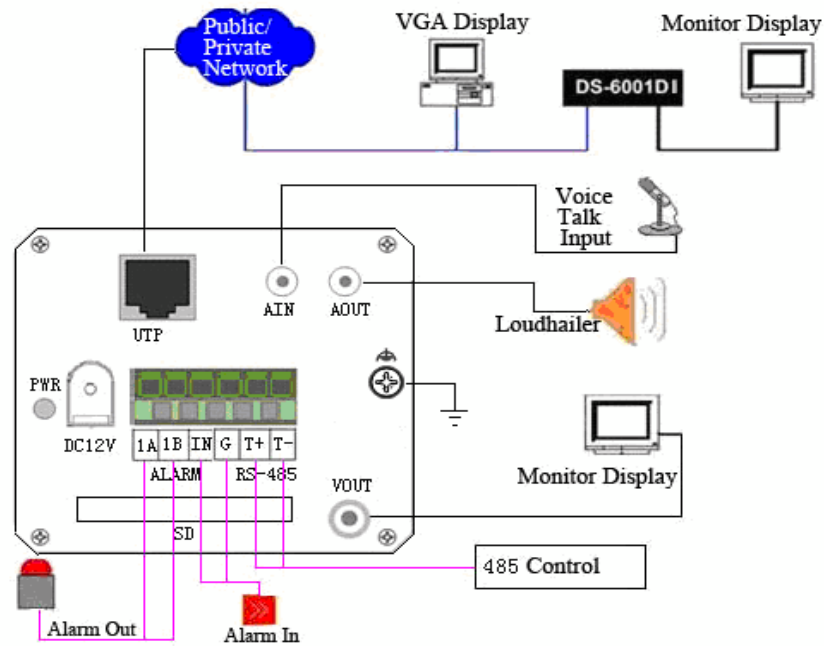 Public/
Private
Network
VGA Display
Monitor Display
DS-6001DI
Voice
Talk
Input
UTP
AIN
AOUT
Loudhailer
PWR
DC12V
1A 1B IN G T+ T-
ALARM RS-485
VOUT
Monitor Display
SD
485 Control
Alarm Out
Alarm In